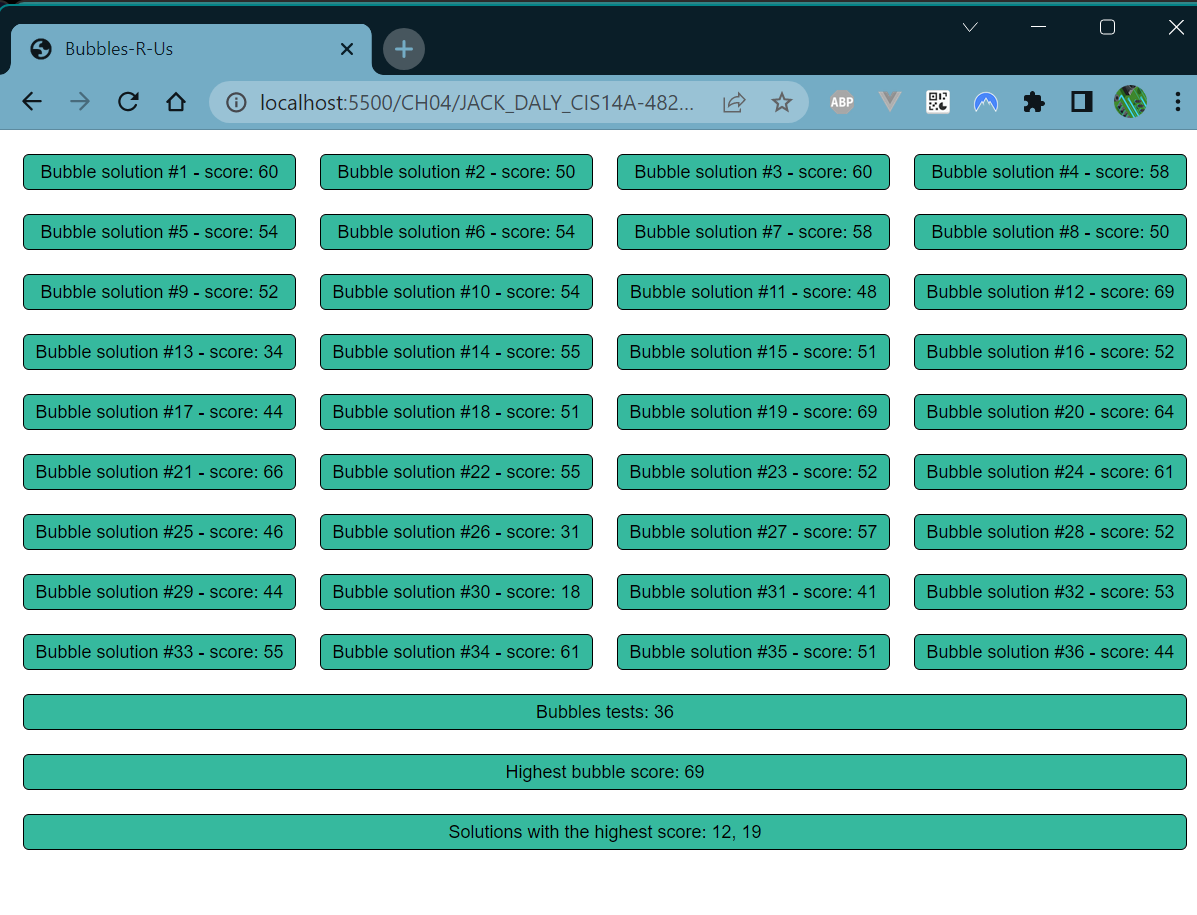 Bubbles-R-Us
localhost:5500/CH04/JACK_DALY_CIS14A-482...
ABP
Bubble solution #1 - score: 60
Bubble solution #2 - score: 50
Bubble solution #3 - score: 60
Bubble solution #4 - score: 58
Bubble solution #5 - score: 54
Bubble solution #6 - score: 54
Bubble solution #7 - score: 58
Bubble solution #8 - score: 50
Bubble solution #9 - score: 52
Bubble solution #10 - score: 54
Bubble solution #11 - score: 48
Bubble solution #12 - score: 69
Bubble solution #13 - score: 34
Bubble solution #14 - score: 55
Bubble solution #15 - score: 51
Bubble solution #16 - score: 52
Bubble solution #17 - score: 44
Bubble solution #18 - score: 51
Bubble solution #19 - score: 69
Bubble solution #20 - score: 64
Bubble solution #21 - score: 66
Bubble solution #22 - score: 55
Bubble solution #23 - score: 52
Bubble solution #24 - score: 61
Bubble solution #25 - score: 46
Bubble solution #26 - score: 31
Bubble solution #27 - score: 57
Bubble solution #28 - score: 52
Bubble solution #29 - score: 44
Bubble solution #30 - score: 18
Bubble solution #31 - score: 41
Bubble solution #32 - score: 53
Bubble solution #33 - score: 55
Bubble solution #34 - score: 61
Bubble solution #35 - score: 51
Bubble solution #36 - score: 44
Bubbles tests: 36
Highest bubble score: 69
Solutions with the highest score: 12, 19